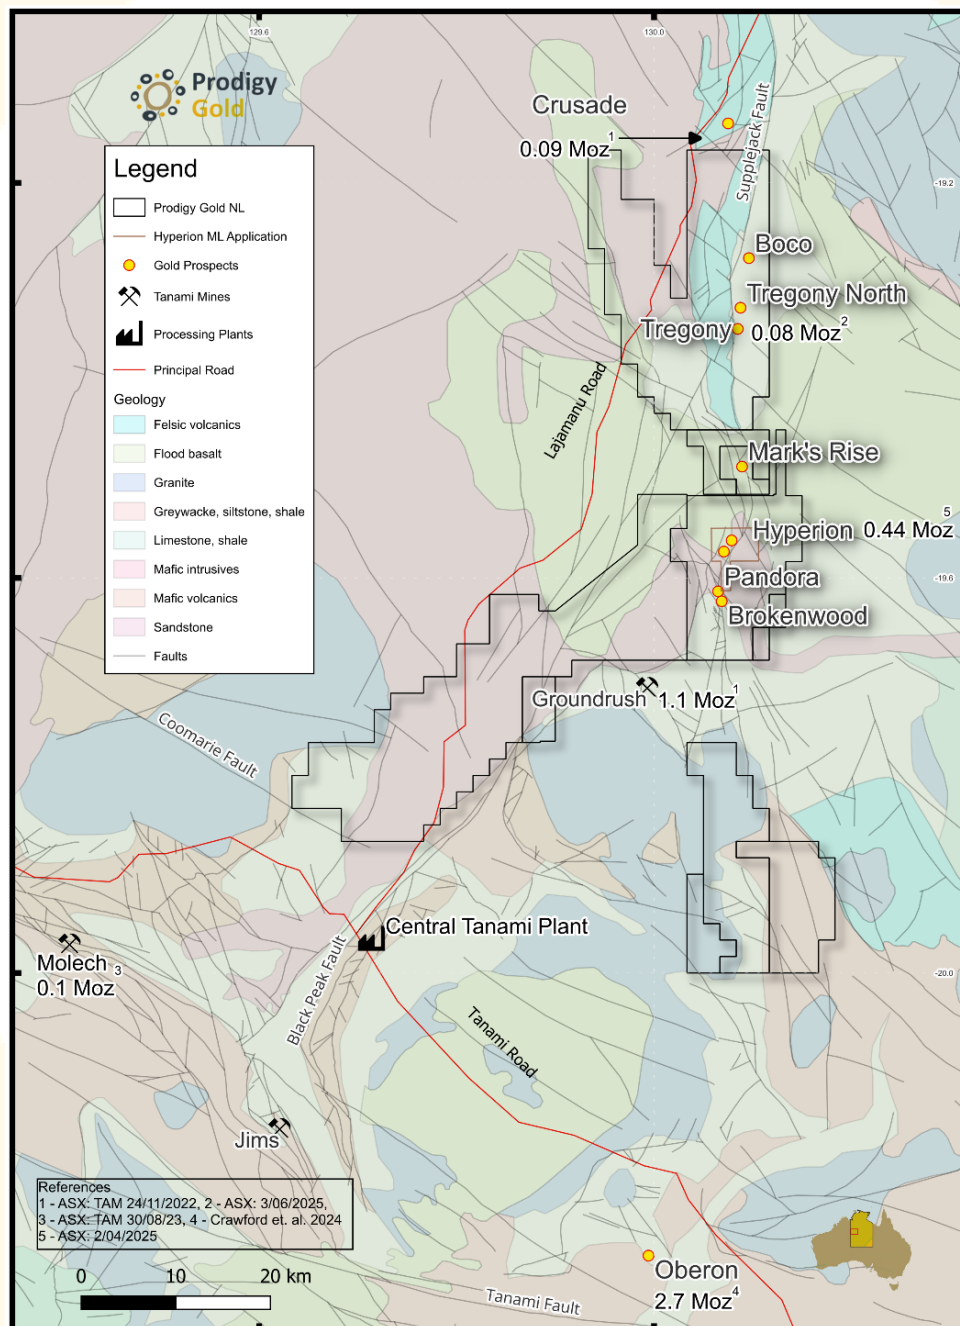 129.6
130.0
Prodigy
Gold
Crusade
0.09 Moz1
Supplejack Fault
-19.2
Legend
Prodigy Gold NL
Hyperion ML Application
Gold Prospects
Tanami Mines
Processing Plants
Principal Road
Geology
Felsic volcanics
Flood basalt
Granite
Greywacke, siltstone, shale
Limestone, shale
Mafic intrusives
Mafic volcanics
Sandstone
Faults
Boco
Tregony North
Tregony 0.08 Moz2
Lajamanu Road
Mark's Rise
Hyperion 0.44 Moz5
-19.6
Pandora
Brokenwood
Groundrush 1.1 Moz1
Coomarie Fault
Central Tanami Plant
Molech 3
0.1 Moz
Black Peak Fault
-20.0
Tanami Road
Jims
References
1 - ASX: TAM 24/11/2022, 2 - ASX: 3/06/2025,
3 - ASX: TAM 30/08/23, 4 - Crawford et. al. 2024
5 - ASX: 2/04/2025
0 10 20 km
Oberon
2.7 Moz4
Tanami Fault